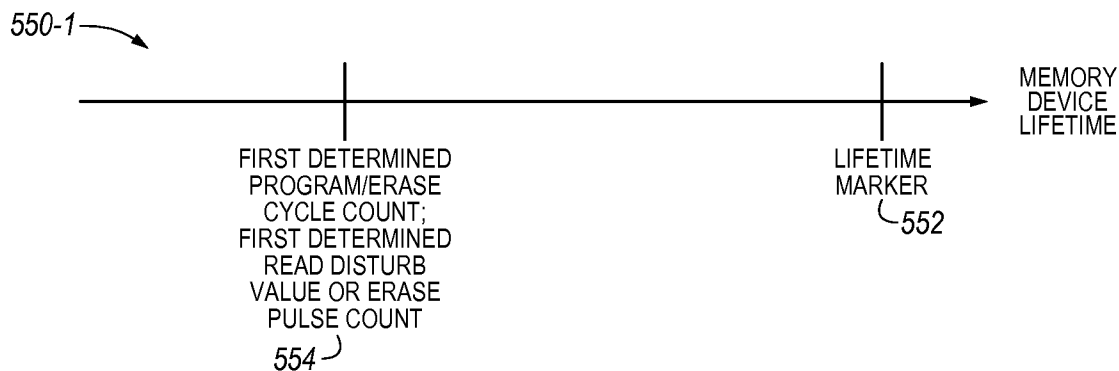 550-1
MEMORY
DEVICE
LIFETIME
FIRST DETERMINED
PROGRAM/ERASE
CYCLE COUNT;
FIRST DETERMINED
READ DISTURB
VALUE OR ERASE
PULSE COUNT
554
LIFETIME
MARKER
552